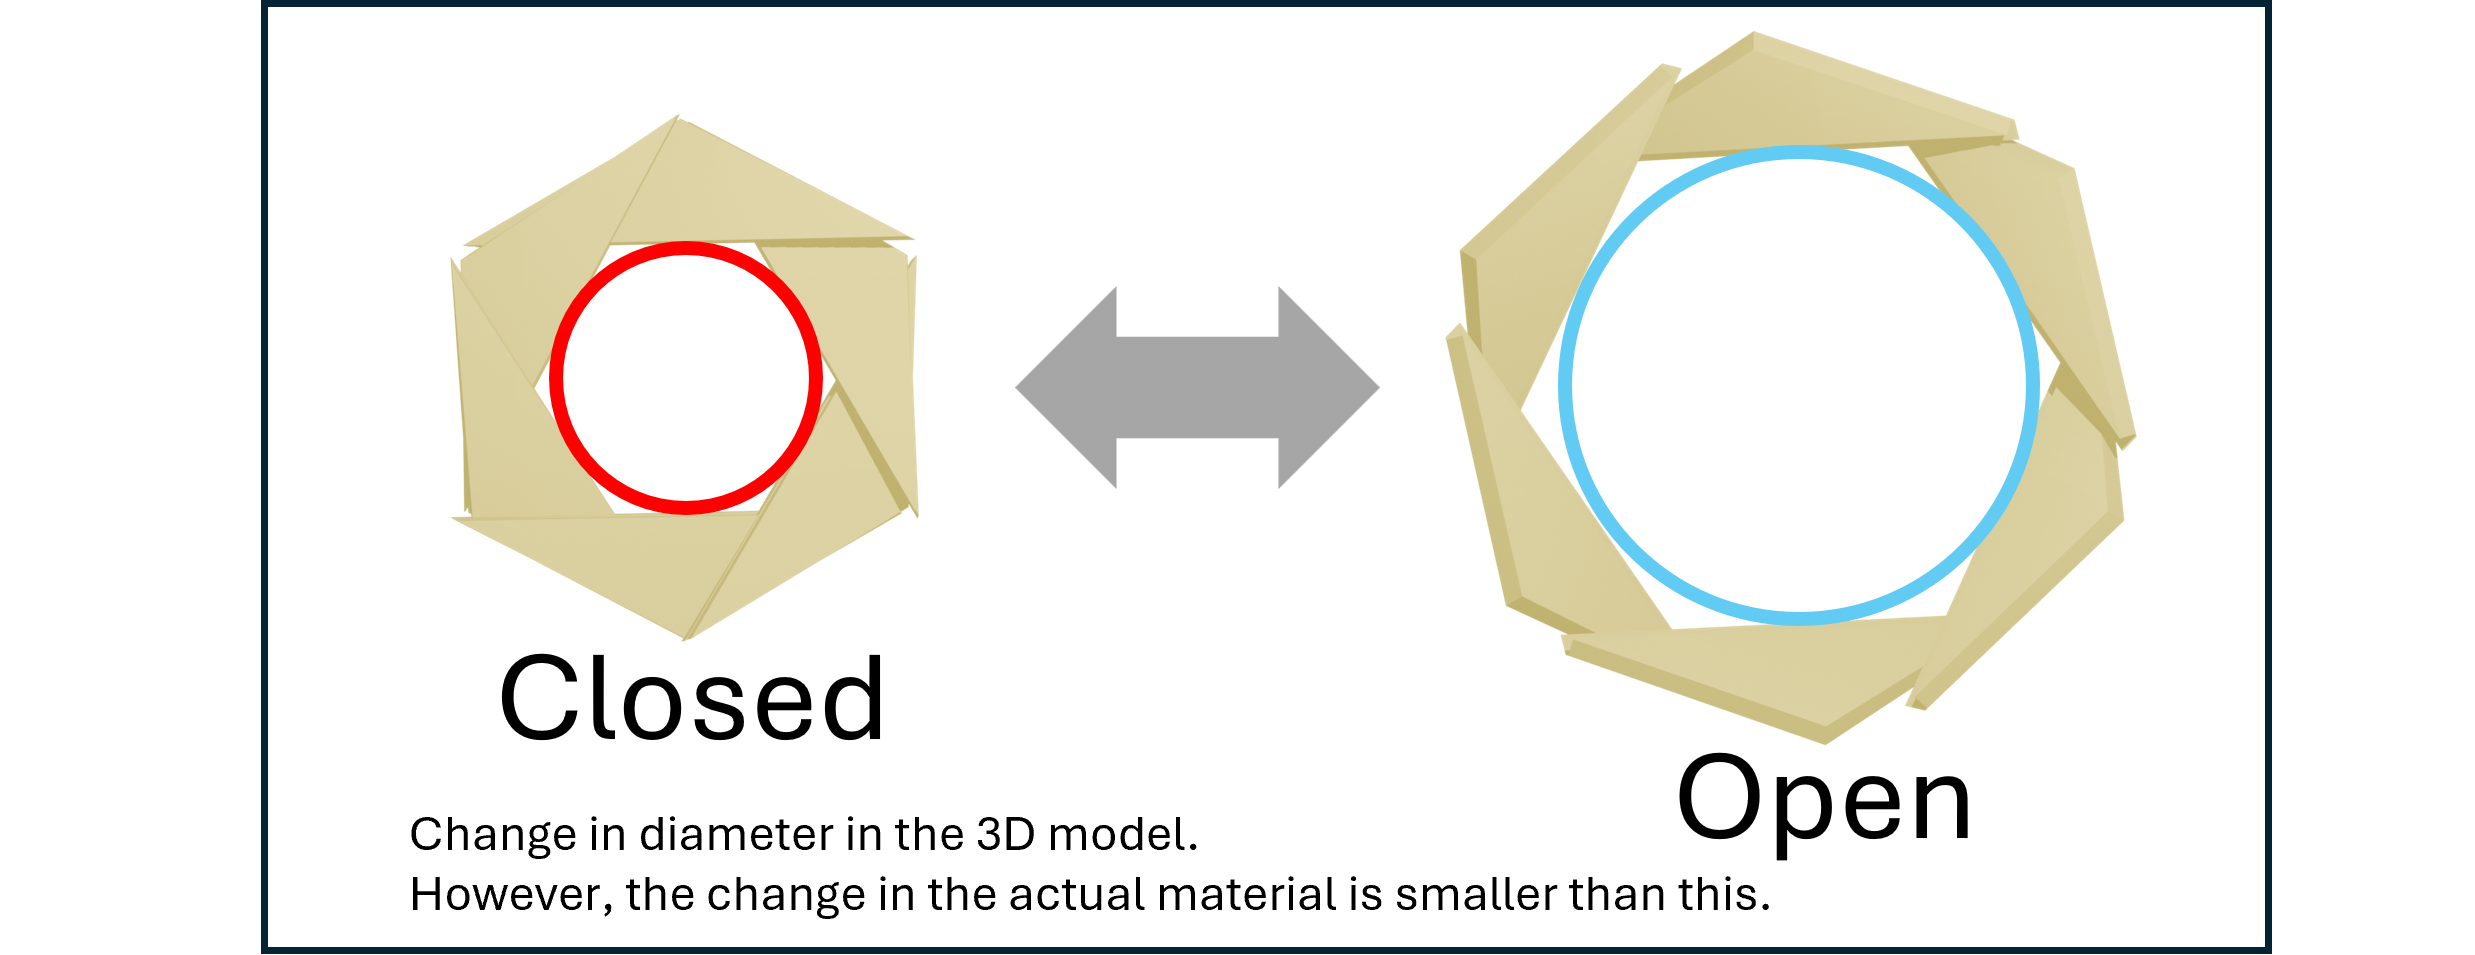 Closed
Open
Change in diameter in the 3D model.
However, the change in the actual material is smaller than this.